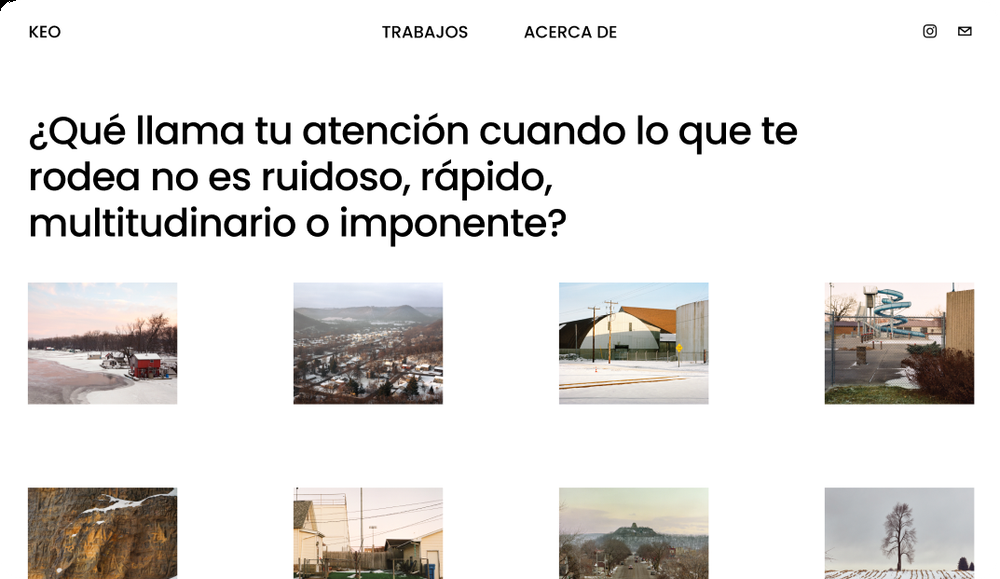 KEO
TRABAJOS
ACERCA DE
¿Qué llama tu atención cuando lo que te
rodea no es ruidoso, rápido,
multitudinario o imponente?